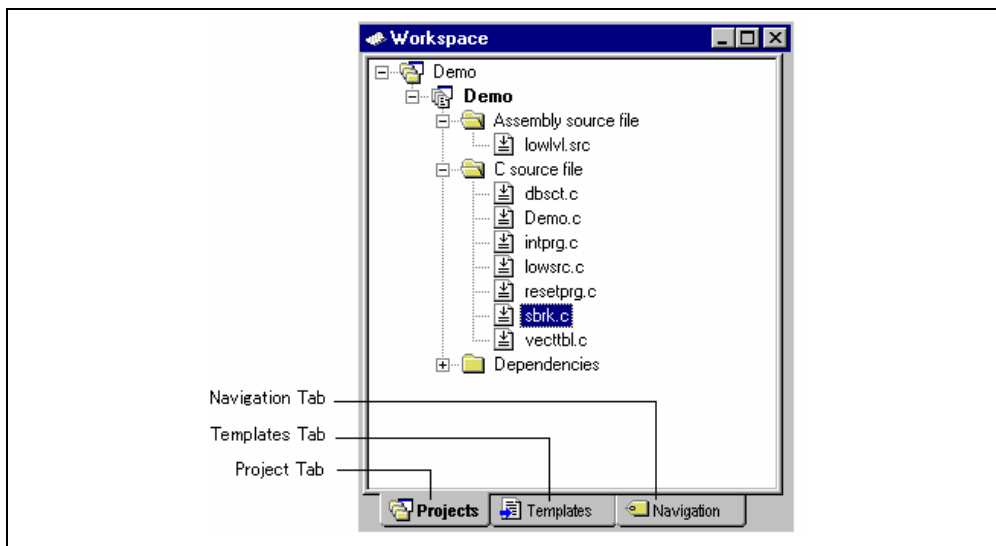 Workspace
Demo
Demo
Assembly source file
lowlvl.src
C source file
dbsct.c
Demo.c
intprg.c
lowsrc.c
resetprg.c
sbrk.c
vecttbl.c
Dependencies
Navigation Tab
Templates Tab
Project Tab
Projects Templates Navigation